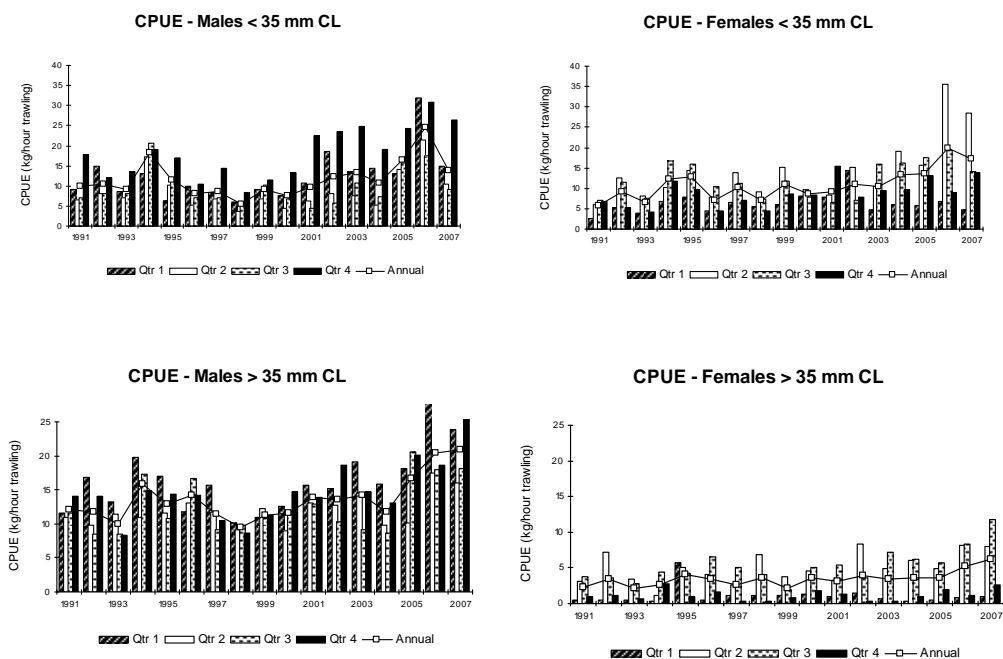 CPUE - Males < 35 mm CL
CPUE (kg/hour trawling)
40
35
30
25
20
15
10
5
0
1991 1993 1995 1997 1999 2001 2003 2005 2007
Qtr 1 Qtr 2 Qtr 3 Qtr 4 Annual
CPUE - Females < 35 mm CL
CPUE (kg/hour trawling)
40
35
30
25
20
15
10
5
0
1991 1993 1995 1997 1999 2001 2003 2005 2007
Qtr 1 Qtr 2 Qtr 3 Qtr 4 Annual
CPUE - Males > 35 mm CL
CPUE (kg/hour trawling)
25
20
15
10
5
0
1991 1993 1995 1997 1999 2001 2003 2005 2007
Qtr 1 Qtr 2 Qtr 3 Qtr 4 Annual
CPUE - Females > 35 mm CL
CPUE (kg/hour trawling)
25
20
15
10
5
0
1991 1993 1995 1997 1999 2001 2003 2005 2007
Qtr 1 Qtr 2 Qtr 3 Qtr 4 Annual